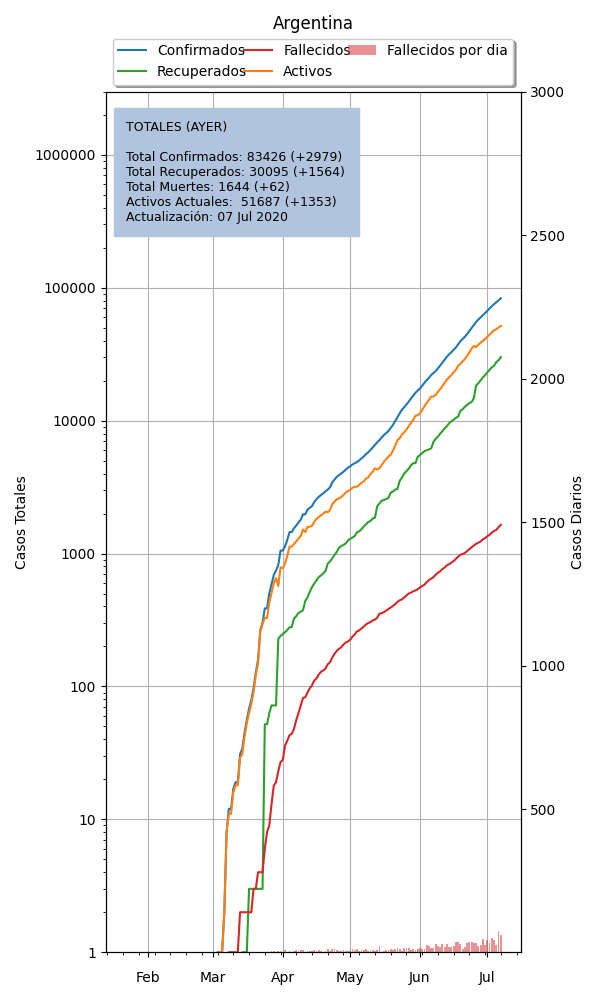 Argentina
Confirmados Fallecidos Fallecidos por dia
Recuperados Activos
TOTALES (AYER)
Total Confirmados: 83426 (+2979)
Total Recuperados: 30095 (+1564)
Total Muertes: 1644 (+62)
Activos Actuales:  51687 (+1353)
Actualización: 07 Jul 2020
Casos Totales
1000000
100000
10000
1000
100
10
1
3000
2500
2000
1500
1000
500
Casos Diarios
Feb Mar Apr May Jun Jul